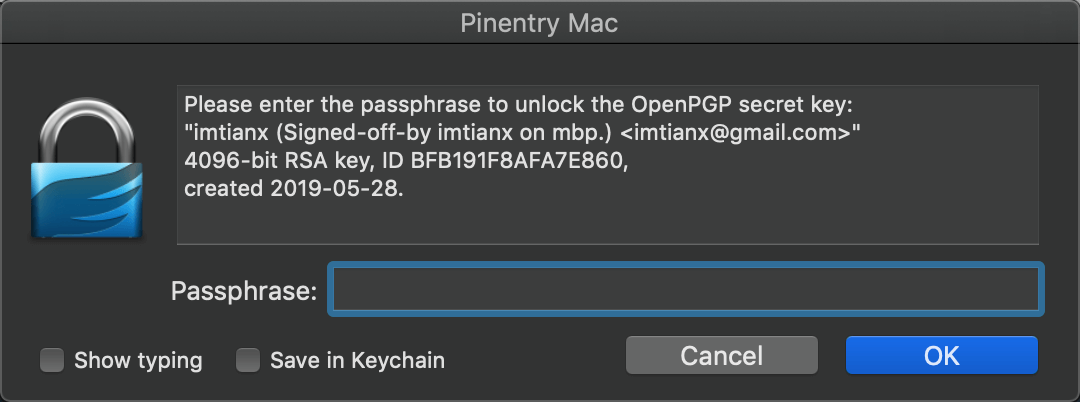 Pinentry Mac
Please enter the passphrase to unlock the OpenPGP secret key:
"imtianx (Signed-off-by imtianx on mbp.) <imtianx@gmail.com>"
4096-bit RSA key, ID BFB191F8AFA7E860,
created 2019-05-28.
Passphrase:
Show typing
Save in Keychain
Cancel
OK